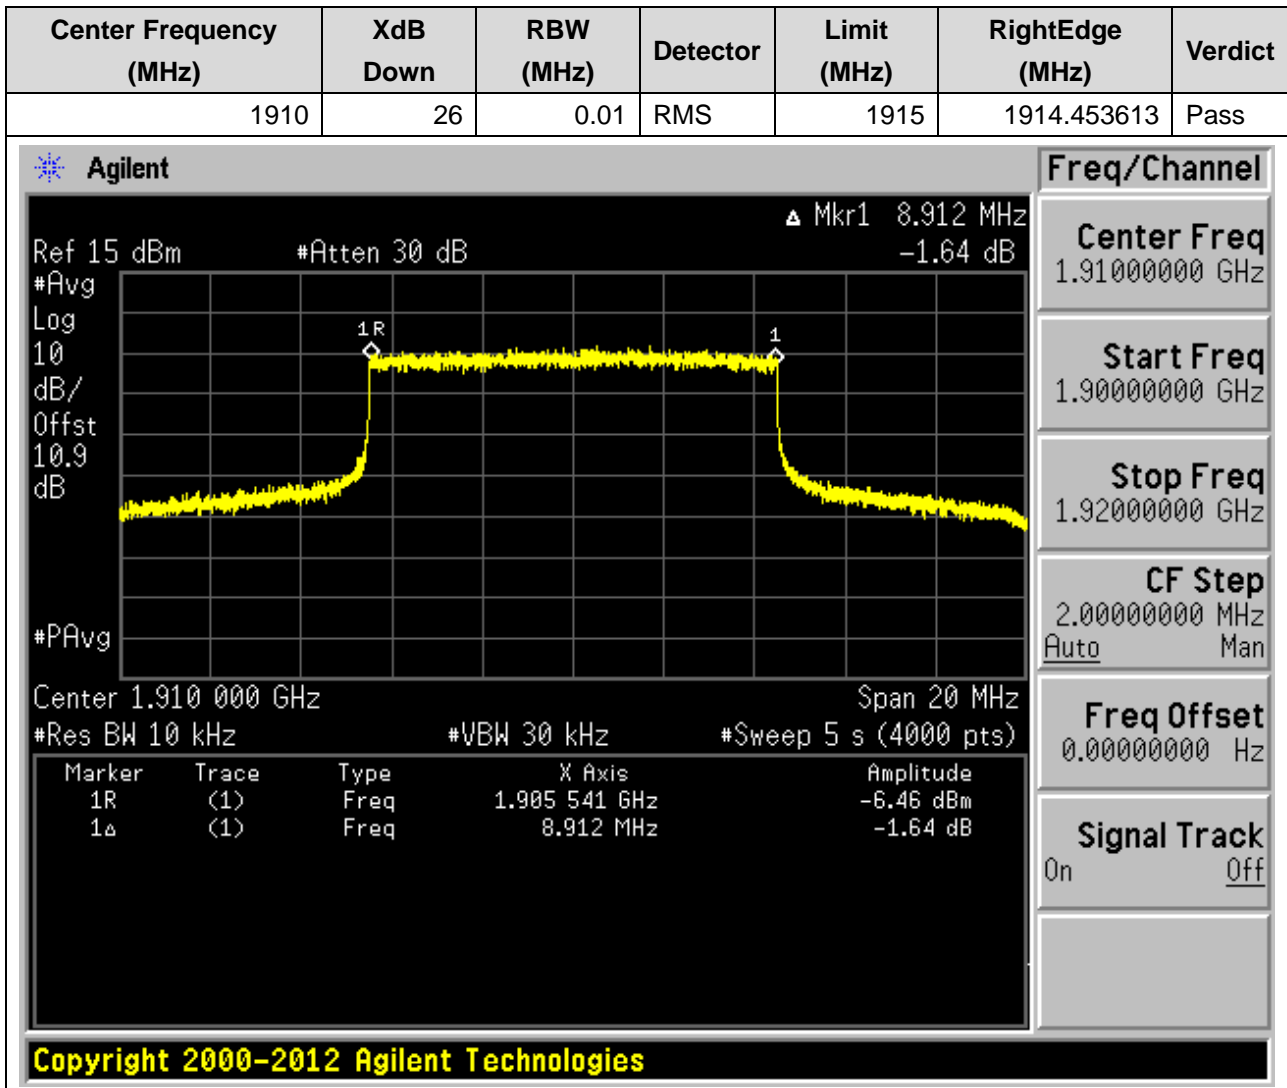 Center Frequency (MHz) XdB Down RBW (MHz) Detector Limit (MHz) RightEdge (MHz) Verdict
1910 26 0.01 RMS 1915 1914.453613 Pass
Agilent
Freq/Channel
Δ Mkr1 8.912 MHz
Ref 15 dBm #Atten 30 dB -1.64 dB
#Avg
Log
10
dB/
Offst
10.9
dB
#PAvg
1R
1
Center 1.910 000 GHz Span 20 MHz
#Res BW 10 kHz #VBW 30 kHz #Sweep 5 s (4000 pts)
Marker Trace Type X Axis Amplitude
1R (1) Freq 1.905 541 GHz -6.46 dBm
1Δ (1) Freq 8.912 MHz -1.64 dB
Center Freq
1.91000000 GHz
Start Freq
1.90000000 GHz
Stop Freq
1.92000000 GHz
CF Step
2.00000000 MHz
Auto Man
Freq Offset
0.00000000 Hz
Signal Track
On Off
Copyright 2000-2012 Agilent Technologies